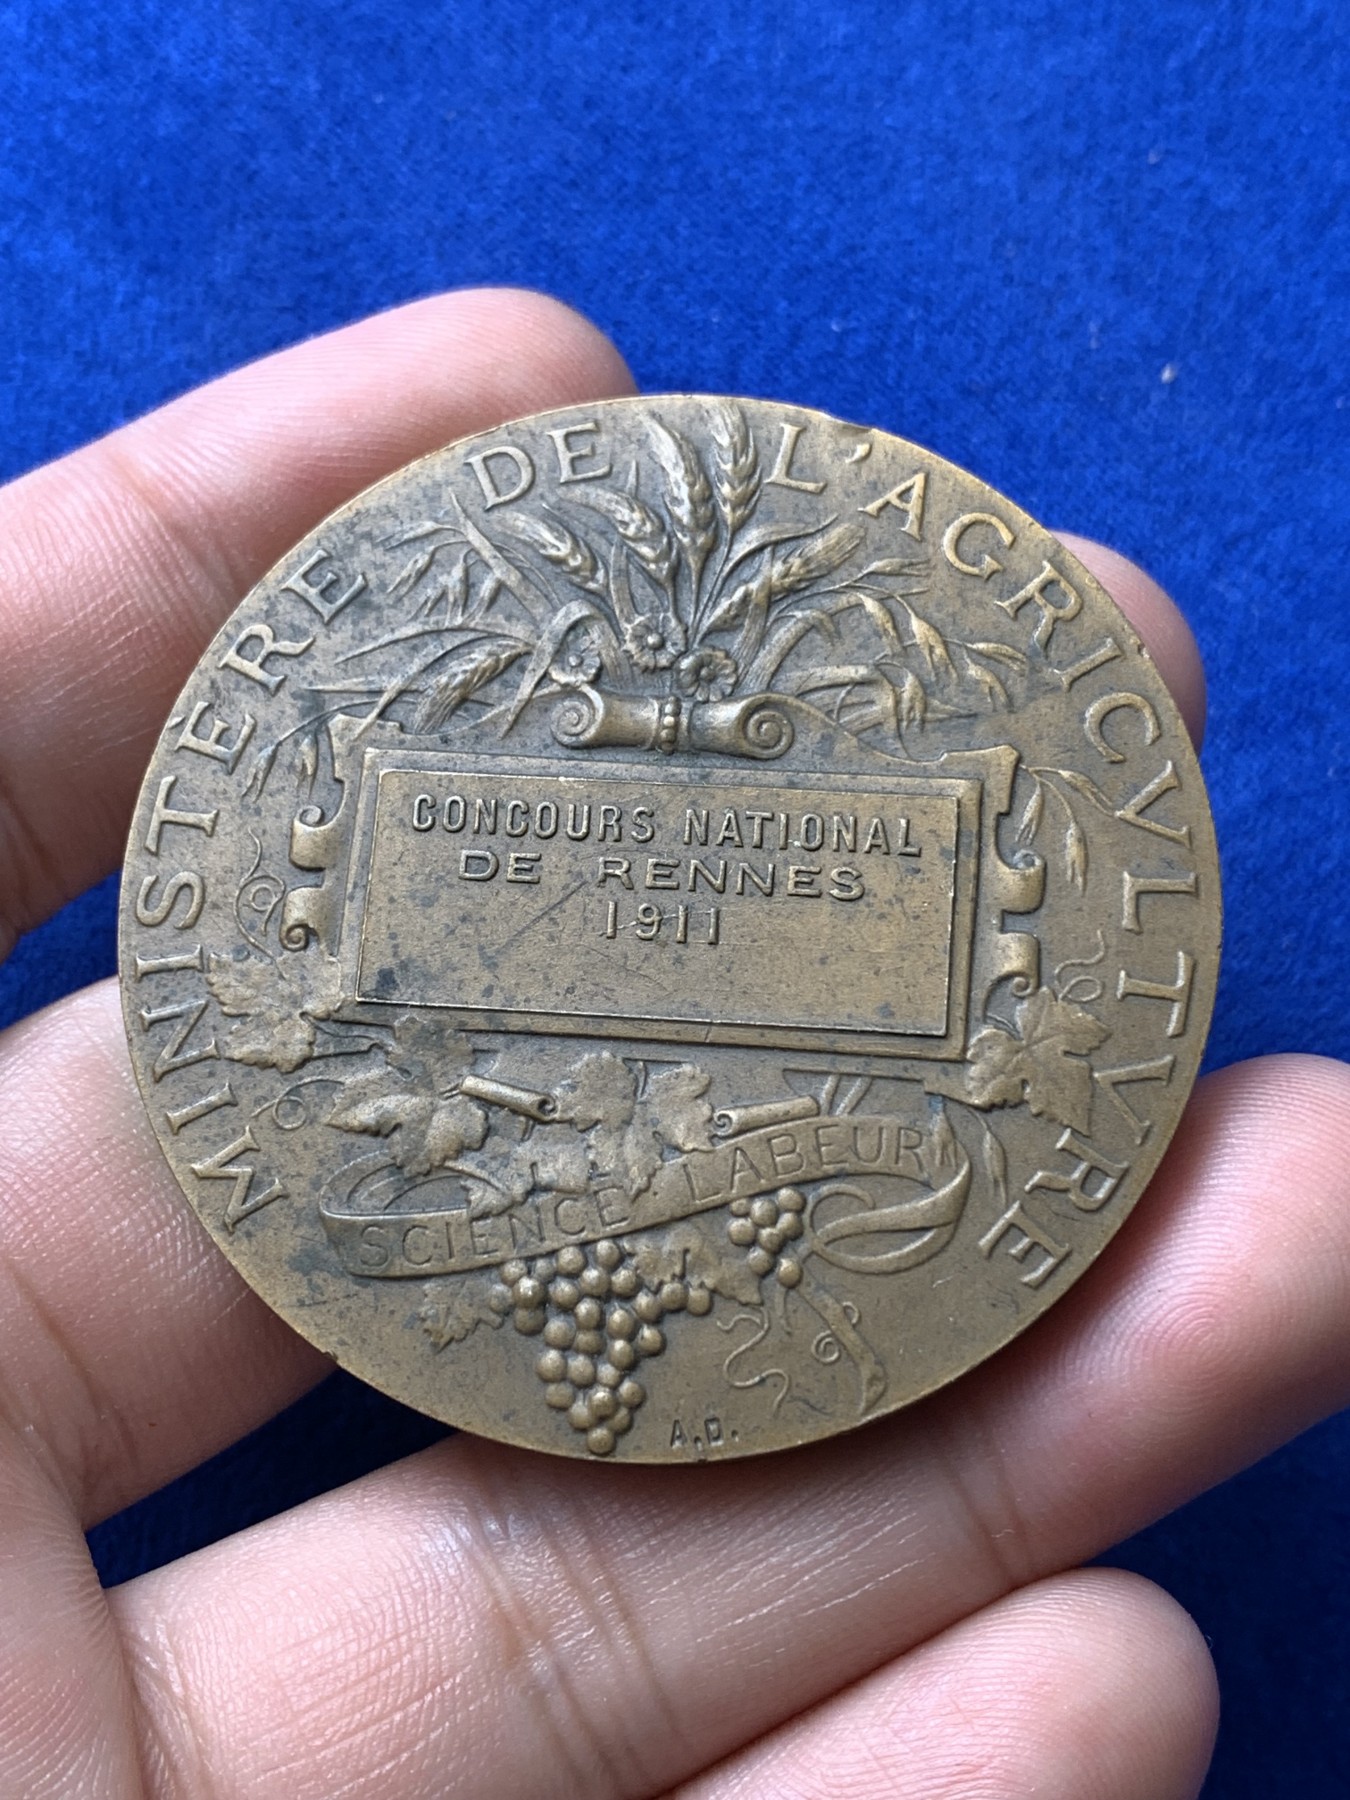 MINISTÈRE DE L'AGRICVLTVRE
CONCOURS NATIONAL
DE RENNES
1911
SCIENCE LABEUR
A.D.